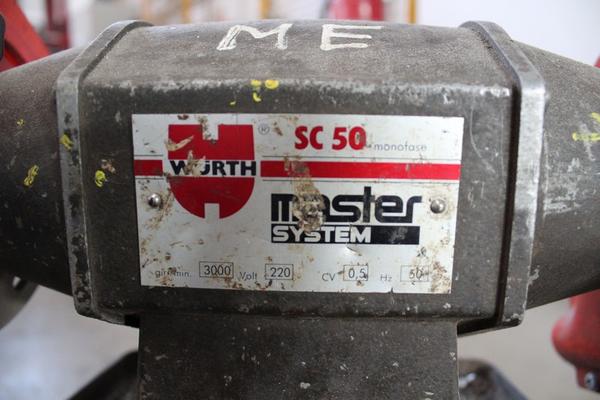 ME
WÜRTH ®
SC 50 monofase
master
SYSTEM
giri/min. 3000 Volt 220 CV 0,5 Hz 50